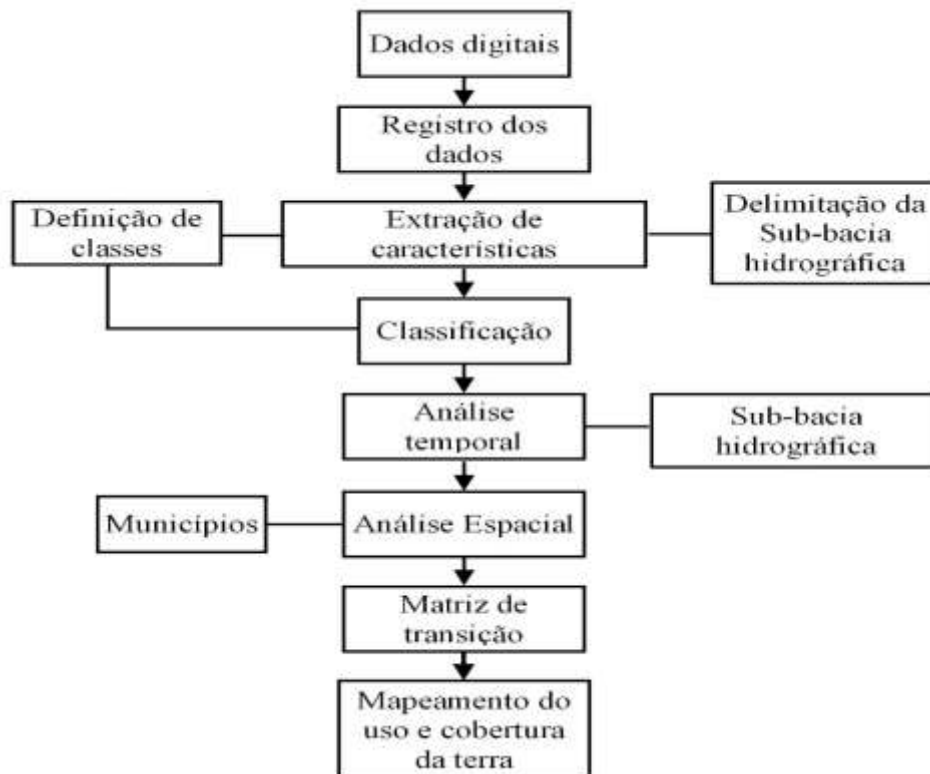 Dados digitais
Registro dos
dados
Definição de
classes
Extração de
características
Delimitação da
Sub-bacia
hidrográfica
Classificação
Análise
temporal
Sub-bacia
hidrográfica
Municípios
Análise Espacial
Matriz de
transição
Mapeamento do
uso e cobertura
da terra